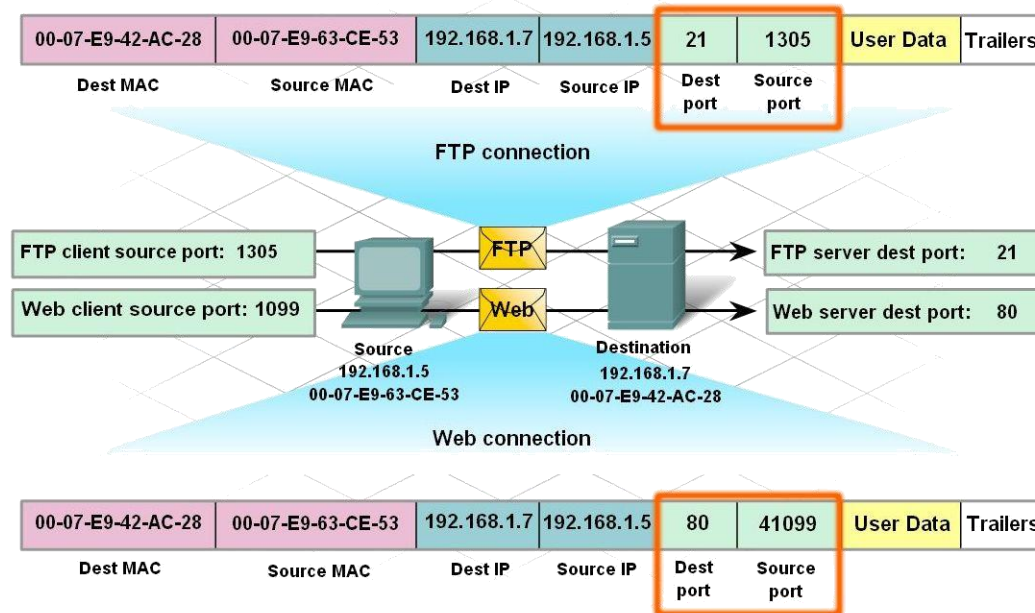 00-07-E9-42-AC-28 00-07-E9-63-CE-53 192.168.1.7 192.168.1.5 21 1305 User Data Trailers
Dest MAC Source MAC Dest IP Source IP Dest port Source port
FTP connection
FTP client source port: 1305 FTP FTP server dest port: 21
Web client source port: 1099 Web Web server dest port: 80
Source Destination
192.168.1.5 192.168.1.7
00-07-E9-63-CE-53 00-07-E9-42-AC-28
Web connection
00-07-E9-42-AC-28 00-07-E9-63-CE-53 192.168.1.7 192.168.1.5 80 41099 User Data Trailers
Dest MAC Source MAC Dest IP Source IP Dest port Source port